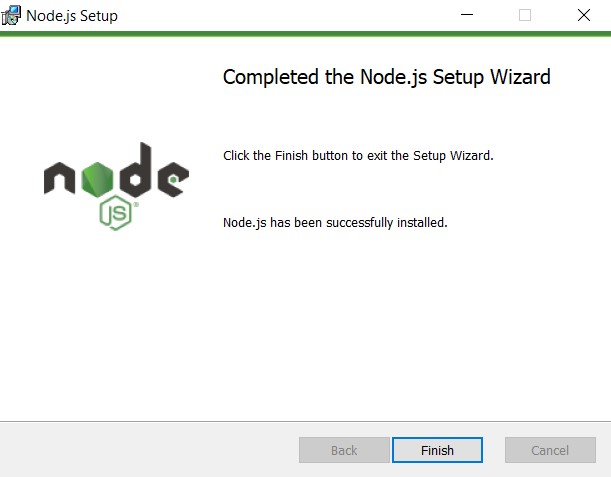 Node.js Setup
Completed the Node.js Setup Wizard
Click the Finish button to exit the Setup Wizard.
node
JS
Node.js has been successfully installed.
Back
Finish
Cancel